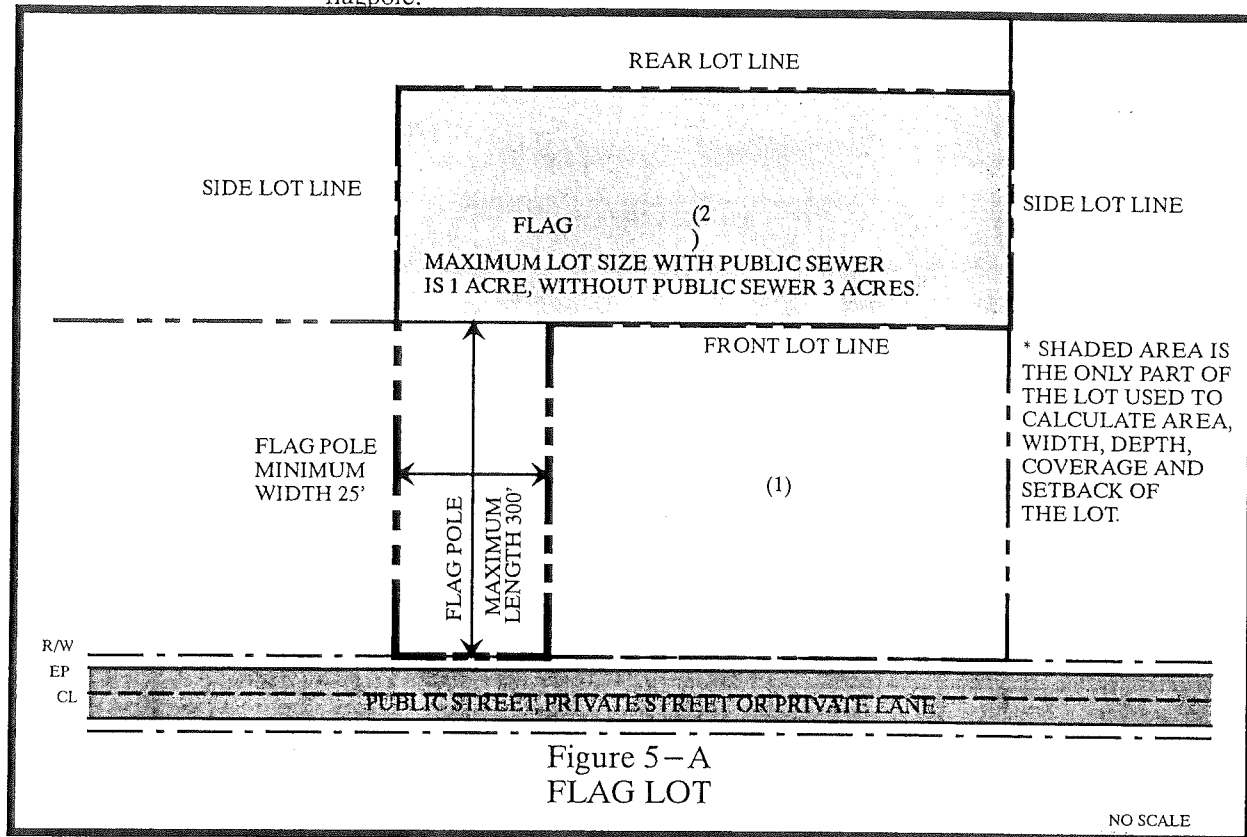 flagpole.
REAR LOT LINE
SIDE LOT LINE
SIDE LOT LINE
FLAG (2
)
MAXIMUM LOT SIZE WITH PUBLIC SEWER
IS 1 ACRE, WITHOUT PUBLIC SEWER 3 ACRES.
FRONT LOT LINE
* SHADED AREA IS
THE ONLY PART OF
THE LOT USED TO
CALCULATE AREA,
WIDTH, DEPTH,
COVERAGE AND
SETBACK OF
THE LOT.
FLAG POLE
MINIMUM
WIDTH 25'
FLAG POLE
MAXIMUM
LENGTH 300'
(1)
R/W
EP
CL
PUBLIC STREET, PRIVATE STREET OR PRIVATE LANE
Figure 5-A
FLAG LOT
NO SCALE